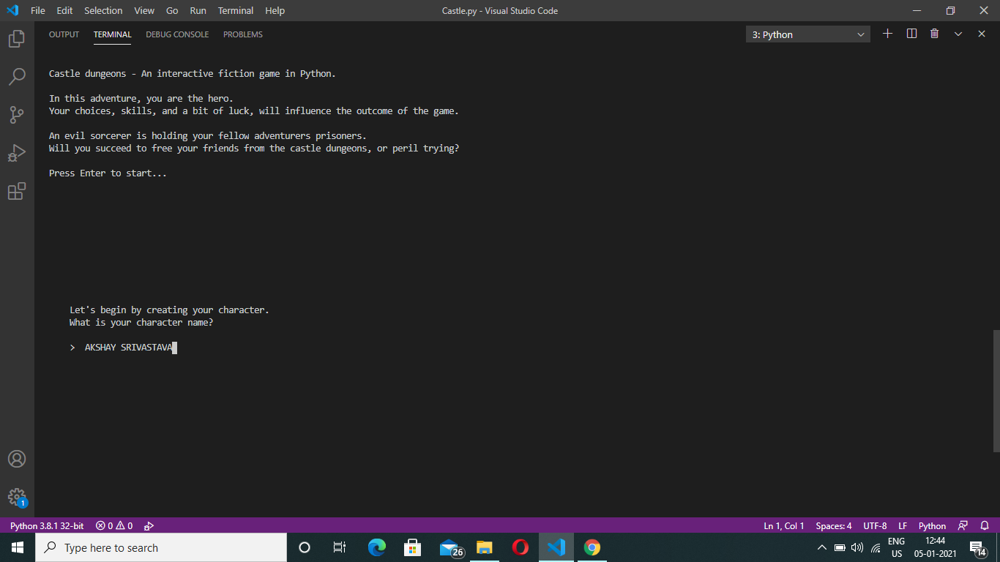 File Edit Selection View Go Run Terminal Help Castle.py - Visual Studio Code
OUTPUT TERMINAL DEBUG CONSOLE PROBLEMS 3: Python
Castle dungeons - An interactive fiction game in Python.
In this adventure, you are the hero.
Your choices, skills, and a bit of luck, will influence the outcome of the game.
An evil sorcerer is holding your fellow adventurers prisoners.
Will you succeed to free your friends from the castle dungeons, or peril trying?
Press Enter to start...
Let's begin by creating your character.
What is your character name?
> AKSHAY SRIVASTAVA
1
Python 3.8.1 32-bit 0 0 Ln 1, Col 1 Spaces: 4 UTF-8 LF Python
Type here to search 26 ENG US 12:44 05-01-2021 14